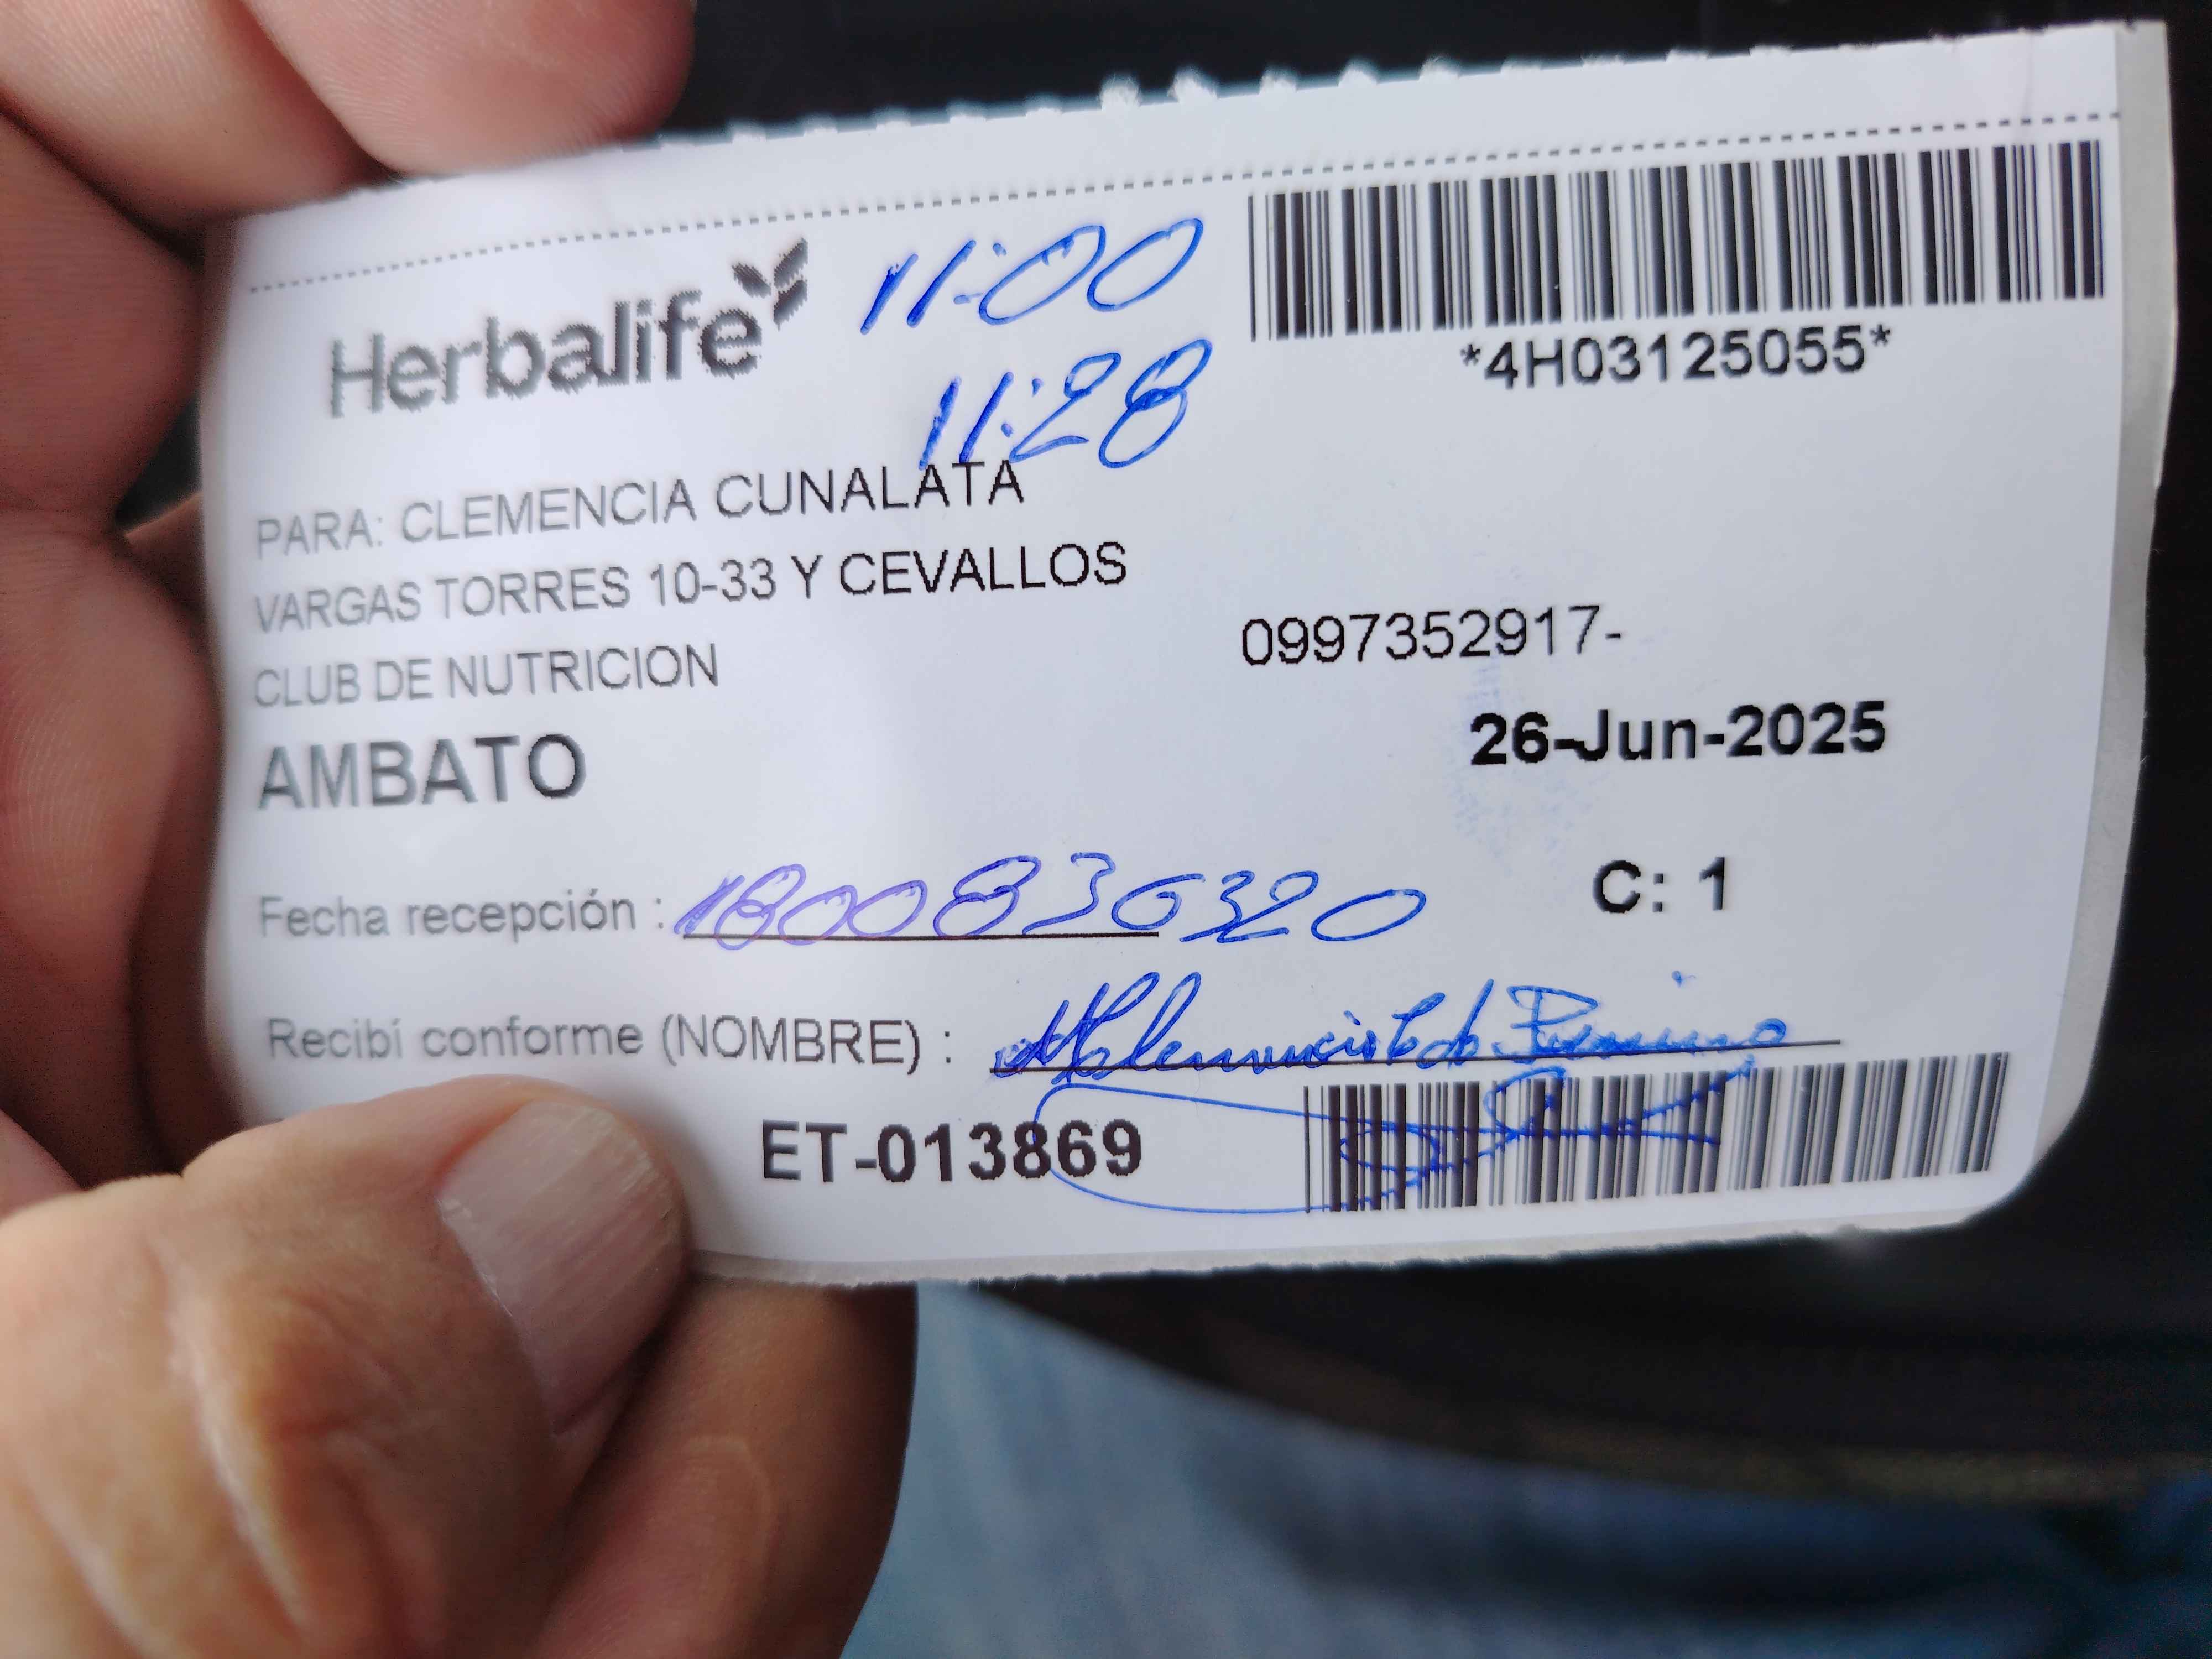 Herbalife
11:00
11:28
*4H03125055*
PARA: CLEMENCIA CUNALATA
VARGAS TORRES 10-33 Y CEVALLOS
CLUB DE NUTRICION
0997352917-
AMBATO
26-Jun-2025
Fecha recepción : 1800836320
C: 1
Recibí conforme (NOMBRE) :
ET-013869